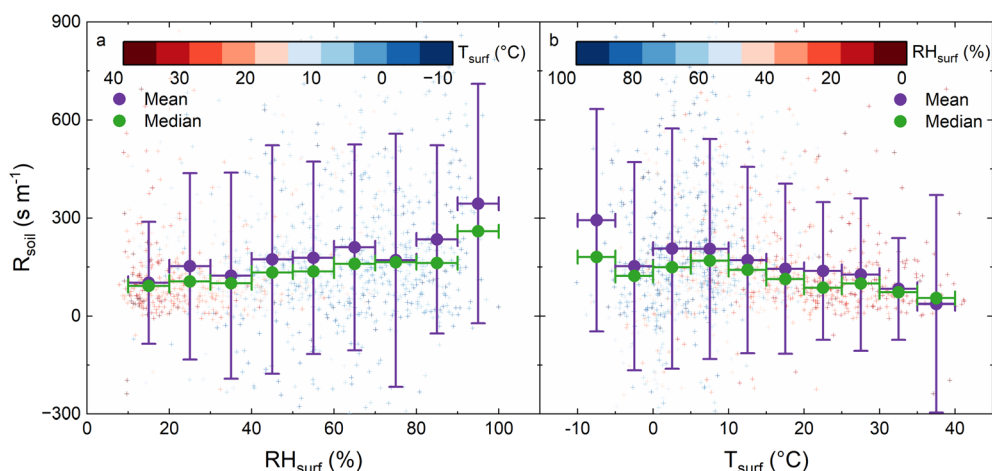 900
600
300
0
−300
R_soil (s m⁻¹)
a
T_surf (°C)
40 30 20 10 0 −10
Mean
Median
0 20 40 60 80 100
RH_surf (%)
b
RH_surf (%)
100 80 60 40 20 0
Mean
Median
-10 0 10 20 30 40
T_surf (°C)